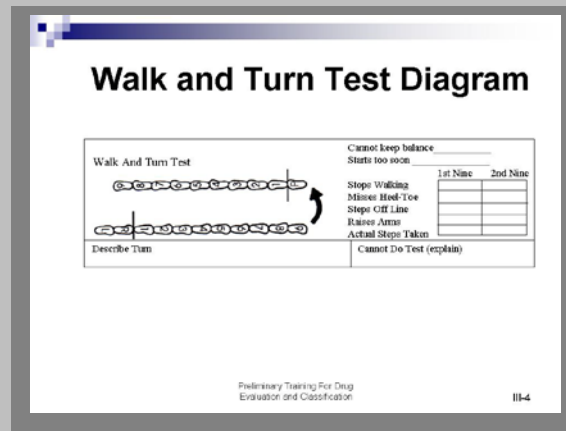 Walk and Turn Test Diagram
Walk And Turn Test
Cannot keep balance
Starts too soon
1st Nine 2nd Nine
Stops Walking
Misses Heel-Toe
Steps Off Line
Raises Arms
Actual Steps Taken
Describe Turn
Cannot Do Test (explain)
Preliminary Training For Drug
Evaluation and Classification
III-4